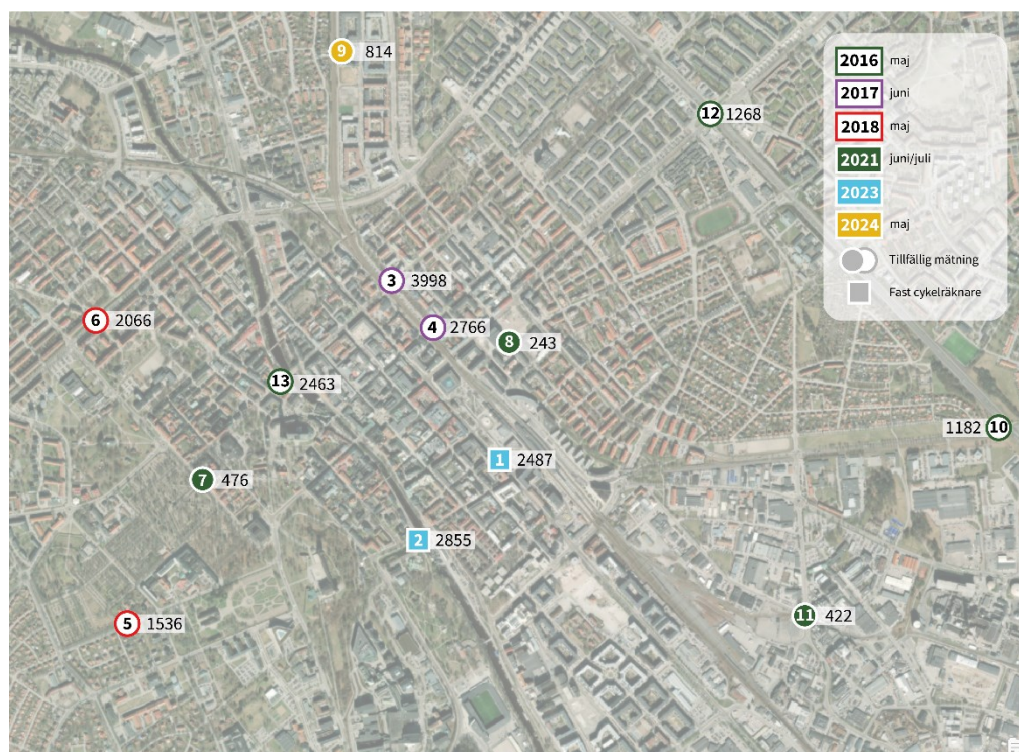 9 814
2016 maj
2017 juni
2018 maj
2021 juni/juli
2023
2024 maj
Tillfällig mätning
Fast cykelräknare
12 1268
3 3998
6 2066
4 2766
8 243
13 2463
1182 10
1 2487
7 476
2 2855
11 422
5 1536